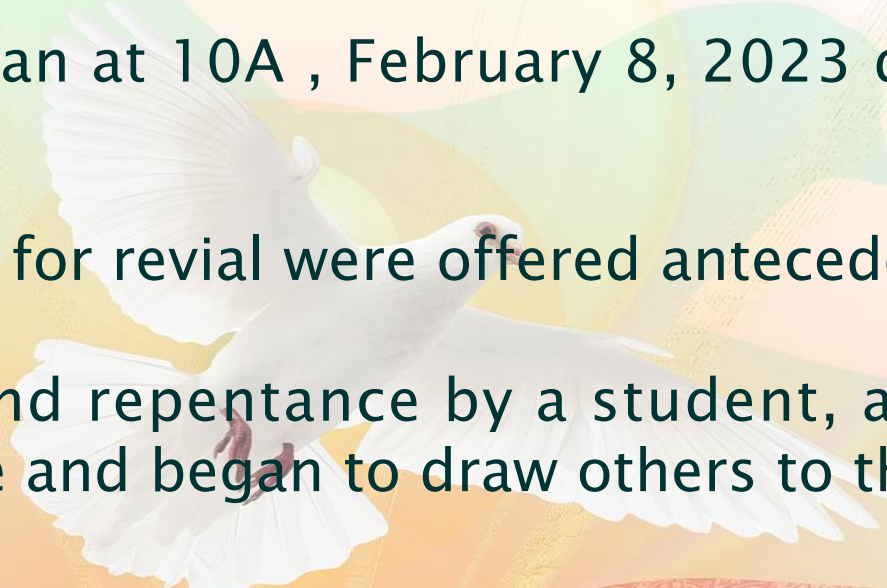 an at 10A , February 8, 2023
for revial were offered anteced
nd repentance by a student, a
e and began to draw others to th